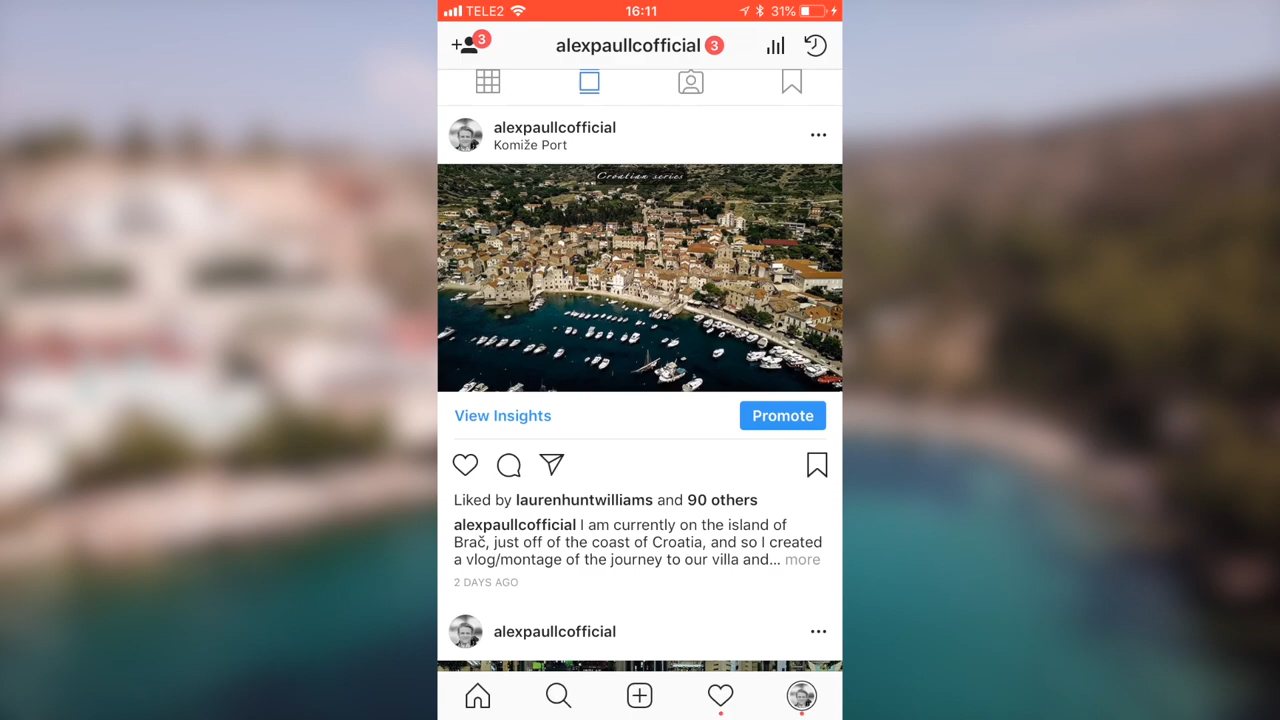 TELE2 16:11 31%
3 alexpaullcofficial 3
alexpaullcofficial
Komiže Port
Croatian series
View Insights Promote
Liked by laurenhuntwilliams and 90 others
alexpaullcofficial I am currently on the island of
Brač, just off of the coast of Croatia, and so I created
a vlog/montage of the journey to our villa and... more
2 DAYS AGO
alexpaullcofficial